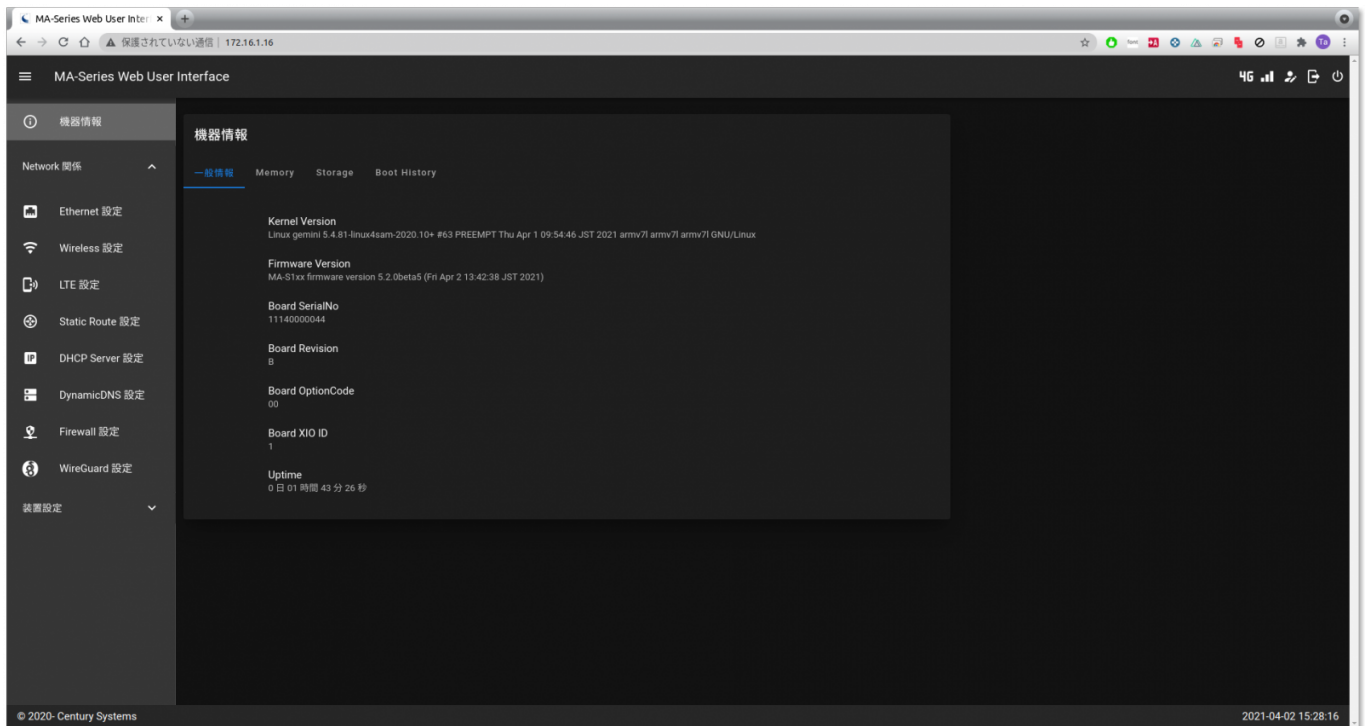 MA-Series Web User Inter
保護されていない通信 | 172.16.1.16
MA-Series Web User Interface
4G
機器情報
Network 関係
Ethernet 設定
Wireless 設定
LTE 設定
Static Route 設定
IP
DHCP Server 設定
DynamicDNS 設定
Firewall 設定
WireGuard 設定
装置設定
機器情報
一般情報 Memory Storage Boot History
Kernel Version
Linux gemini 5.4.81-linux4sam-2020.10+ #63 PREEMPT Thu Apr 1 09:54:46 JST 2021 armv7l armv7l armv7l GNU/Linux
Firmware Version
MA-S1xx firmware version 5.2.0beta5 (Fri Apr 2 13:42:38 JST 2021)
Board SerialNo
11140000044
Board Revision
B
Board OptionCode
00
Board XIO ID
1
Uptime
0 日 01 時間 43 分 26 秒
© 2020- Century Systems
2021-04-02 15:28:16